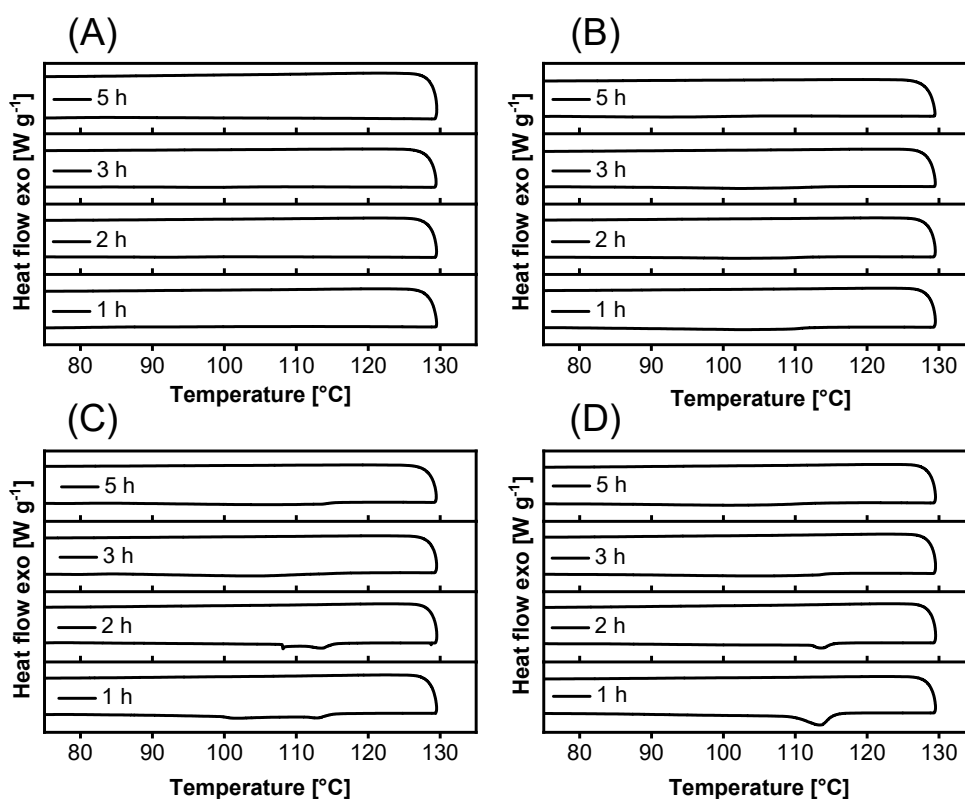 (A)
Heat flow exo [W g⁻¹]
5 h
3 h
2 h
1 h
80 90 100 110 120 130
Temperature [°C]
(B)
Heat flow exo [W g⁻¹]
5 h
3 h
2 h
1 h
80 90 100 110 120 130
Temperature [°C]
(C)
Heat flow exo [W g⁻¹]
5 h
3 h
2 h
1 h
80 90 100 110 120 130
Temperature [°C]
(D)
Heat flow exo [W g⁻¹]
5 h
3 h
2 h
1 h
80 90 100 110 120 130
Temperature [°C]